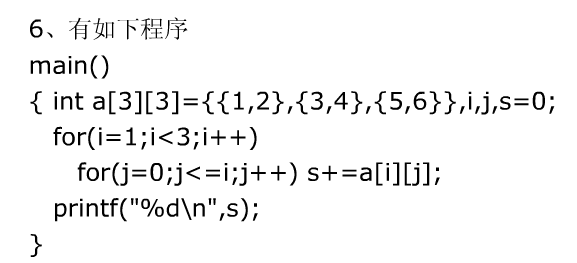 6、有如下程序
main()
{ int a[3][3]={{1,2},{3,4},{5,6}},i,j,s=0;
for(i=1;i<3;i++)
for(j=0;j<=i;j++) s+=a[i][j];
printf("%d\n",s);
}